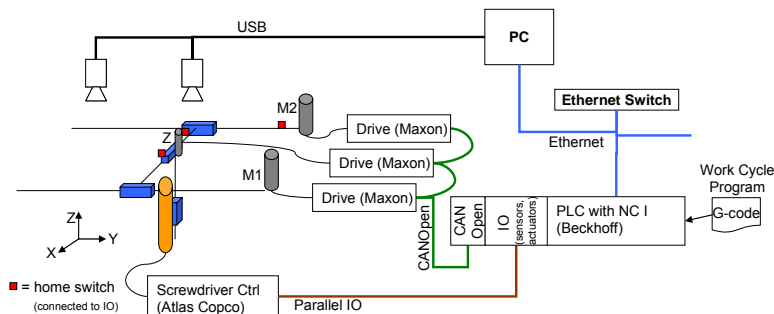 USB
PC
M2
Ethernet Switch
Drive (Maxon)
Z
Ethernet
M1
Drive (Maxon)
Work Cycle
Program
Drive (Maxon)
CANOpen
CAN
Open
IO
(sensors,
actuators)
PLC with NC I
(Beckhoff)
G-code
Z
Y
X
= home switch
(connected to IO)
Screwdriver Ctrl
(Atlas Copco)
Parallel IO